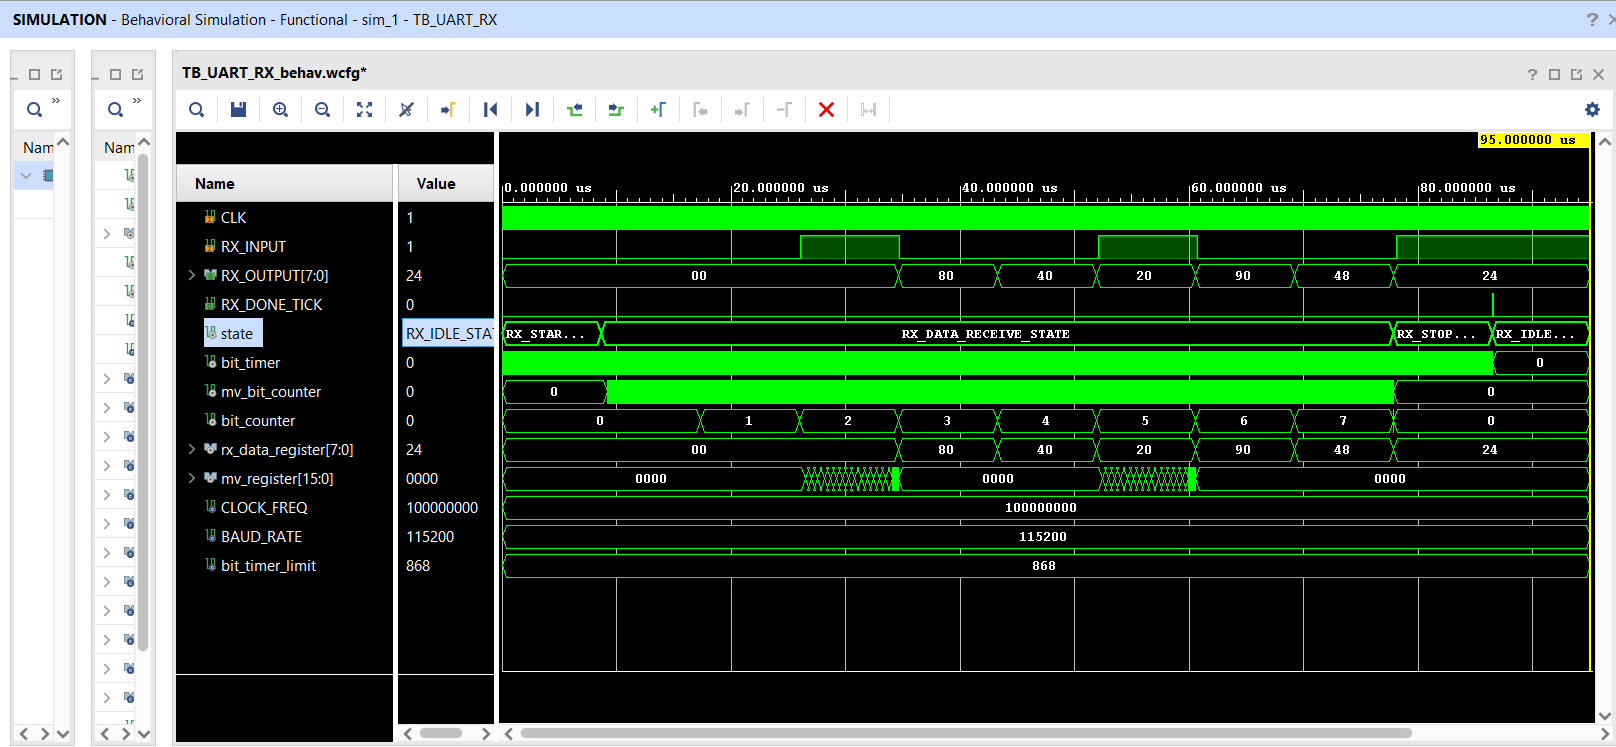 SIMULATION - Behavioral Simulation - Functional - sim_1 - TB_UART_RX
TB_UART_RX_behav.wcfg*
Nam
Nam
95.000000 us
Name Value
0.000000 us 20.000000 us 40.000000 us 60.000000 us 80.000000 us
CLK 1
RX_INPUT 1
RX_OUTPUT[7:0] 24 00 80 40 20 90 48 24
RX_DONE_TICK 0
state RX_IDLE_STA RX_STAR... RX_DATA_RECEIVE_STATE RX_STOP... RX_IDLE...
bit_timer 0 0
mv_bit_counter 0 0 0
bit_counter 0 0 1 2 3 4 5 6 7 0
rx_data_register[7:0] 24 00 80 40 20 90 48 24
mv_register[15:0] 0000 0000 0000 0000
CLOCK_FREQ 100000000 100000000
BAUD_RATE 115200 115200
bit_timer_limit 868 868